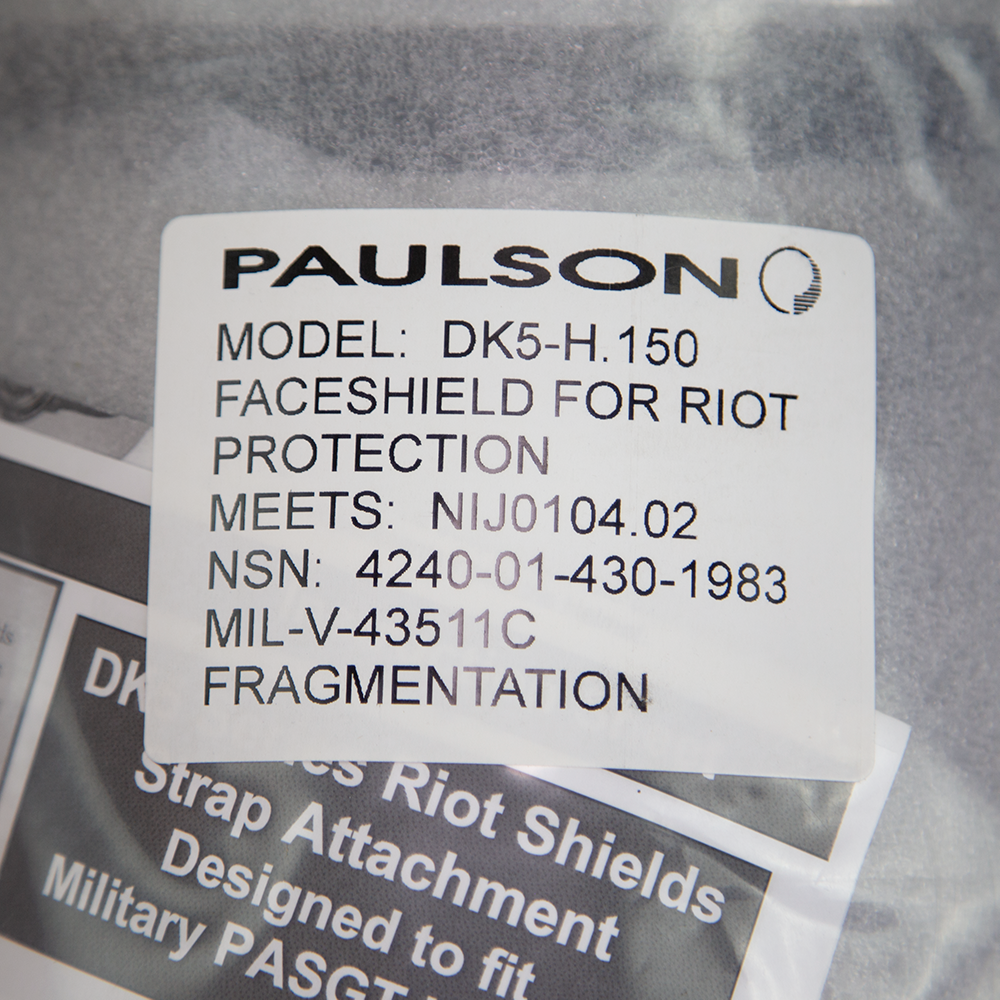 PAULSON
MODEL: DK5-H.150
FACESHIELD FOR RIOT
PROTECTION
MEETS: NIJ0104.02
NSN: 4240-01-430-1983
MIL-V-43511C
FRAGMENTATION
Riot Shields
Strap Attachment
Designed to fit
Military PASGT